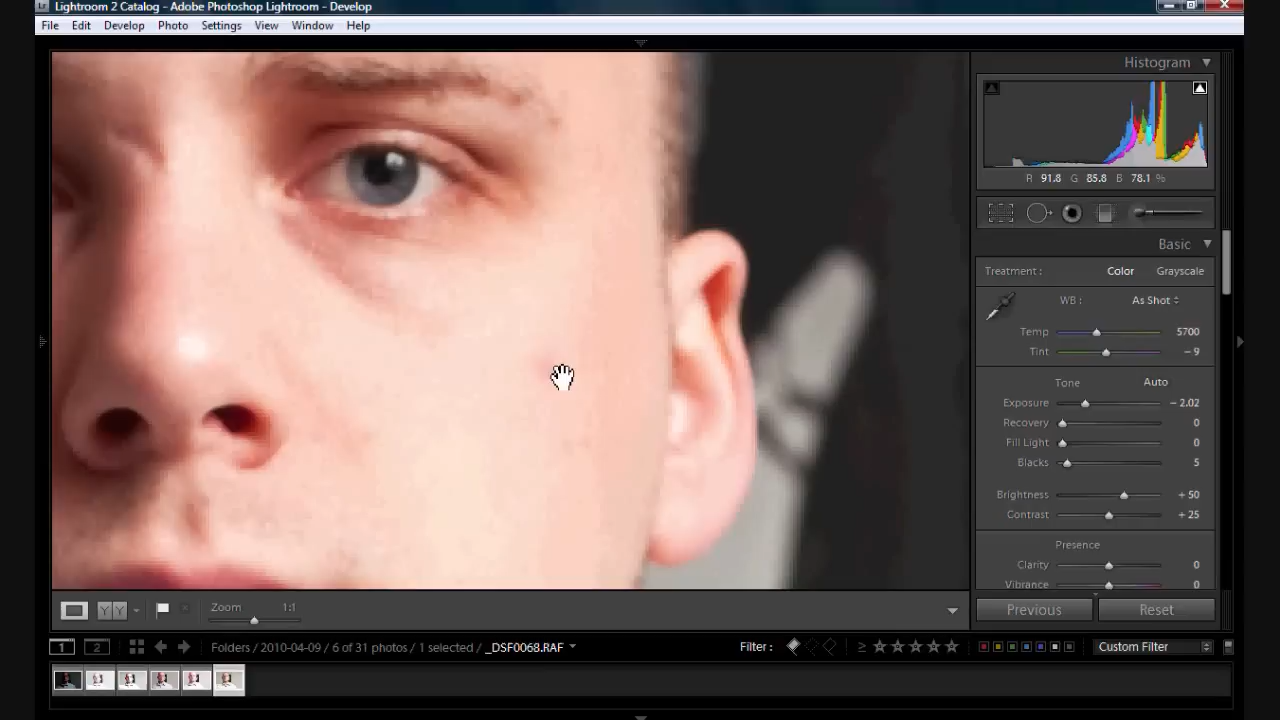 Lr Lightroom 2 Catalog - Adobe Photoshop Lightroom - Develop
File Edit Develop Photo Settings View Window Help
Histogram
R 91.8 G 85.8 B 78.1 %
Basic
Treatment : Color Grayscale
WB : As Shot
Temp 5700
Tint − 9
Tone Auto
Exposure − 2.02
Recovery 0
Fill Light 0
Blacks 5
Brightness + 50
Contrast + 25
Presence
Clarity 0
Vibrance 0
YY Zoom 1:1 Previous Reset
1 2 Folders / 2010-04-09 / 6 of 31 photos / 1 selected / _DSF0068.RAF Filter : ≥ Custom Filter